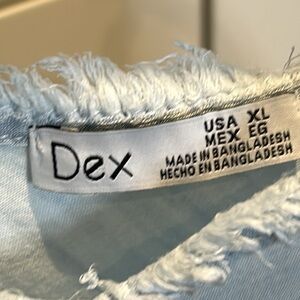 Dex
USA XL
MEX EG
MADE IN BANGLADESH
HECHO EN BANGLADESH